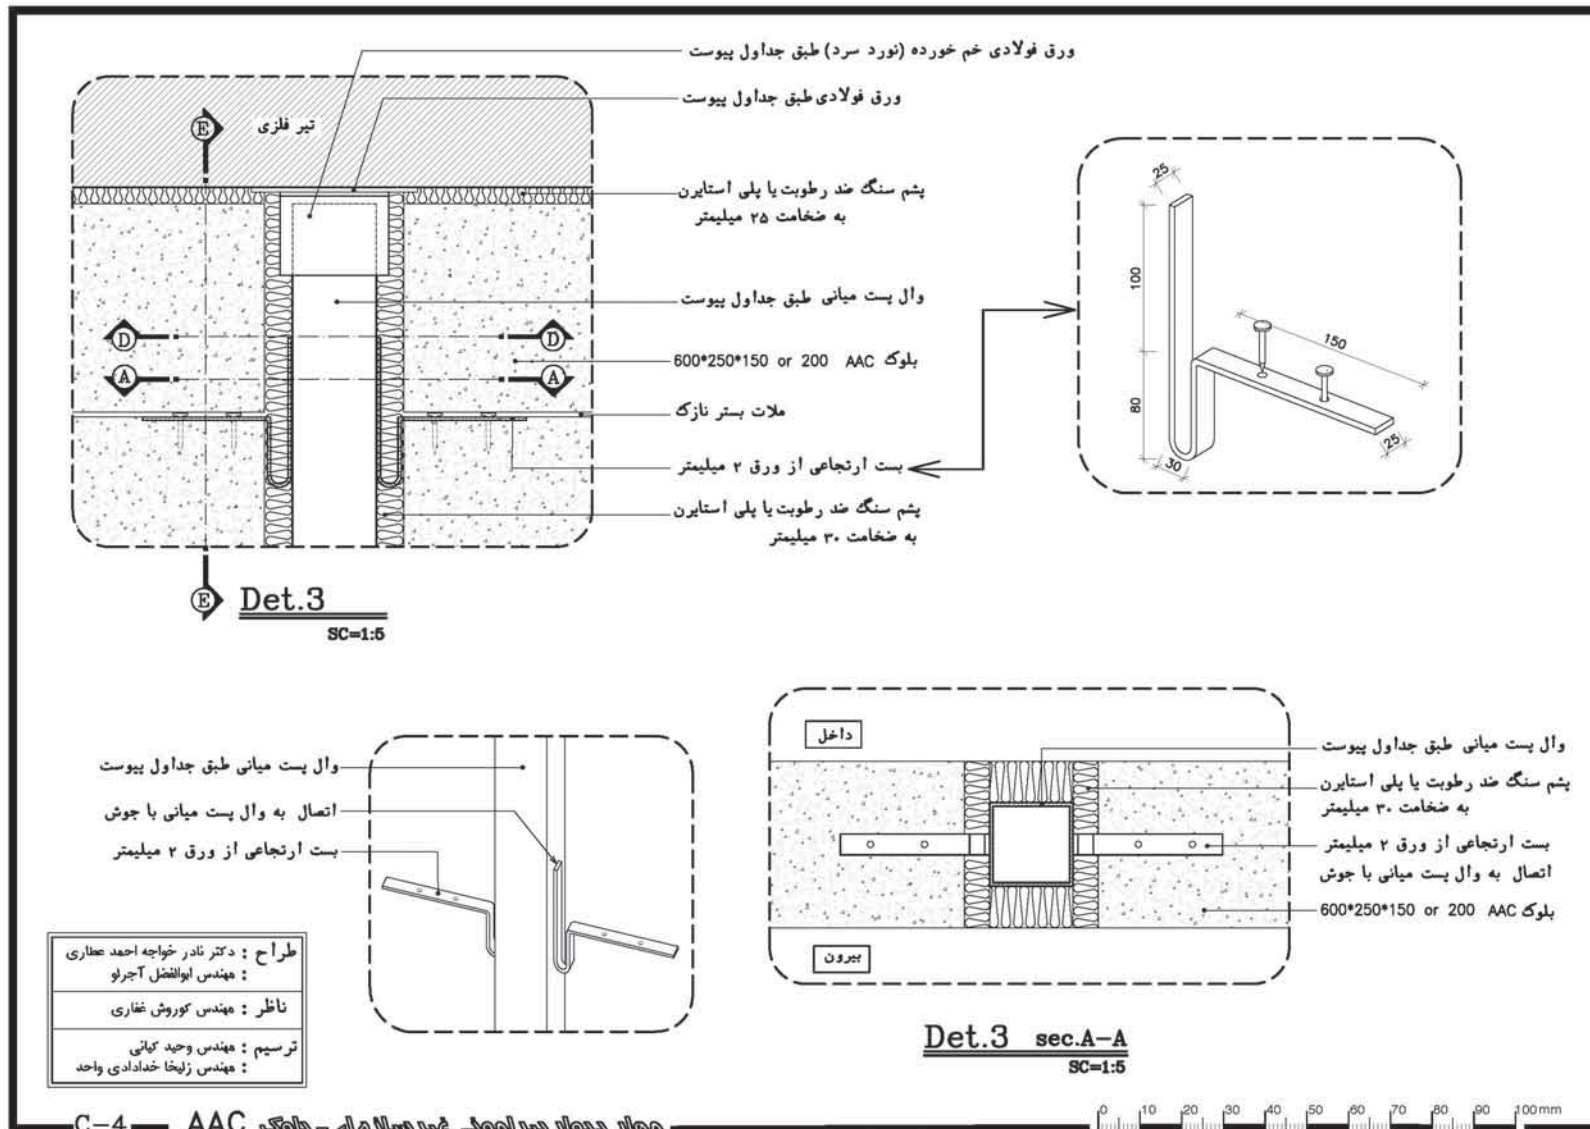 ورق فولادی خم خورده (نورد سرد) طبق جداول پیوست
ورق فولادی طبق جداول پیوست
تیر فلزی
E
پشم سنگ ضد رطوبت یا پلی استایرن
به ضخامت ۲۵ میلیمتر
وال پست میانی طبق جداول پیوست
D
D
بلوک AAC 600*250*150 or 200
A
A
ملات بستر نازک
بست ارتجاعی از ورق ۲ میلیمتر
پشم سنگ ضد رطوبت یا پلی استایرن
به ضخامت ۳۰ میلیمتر
E
Det.3
SC=1:5
25
100
150
80
30
25
وال پست میانی طبق جداول پیوست
اتصال به وال پست میانی با جوش
بست ارتجاعی از ورق ۲ میلیمتر
داخل
وال پست میانی طبق جداول پیوست
پشم سنگ ضد رطوبت یا پلی استایرن
به ضخامت ۳۰ میلیمتر
بست ارتجاعی از ورق ۲ میلیمتر
اتصال به وال پست میانی با جوش
بلوک AAC 600*250*150 or 200
بیرون
Det.3 sec.A-A
SC=1:5
طراح : دکتر نادر خواجه احمد عطاری
: مهندس ابوالفضل آجرلو
ناظر : مهندس کوروش غفاری
ترسیم : مهندس وحید کیانی
: مهندس زلیخا خدادادی واحد
C-4
مهار دیوار پیرامونی غیر سازه ای - بلوک AAC
0 10 20 30 40 50 60 70 80 90 100mm